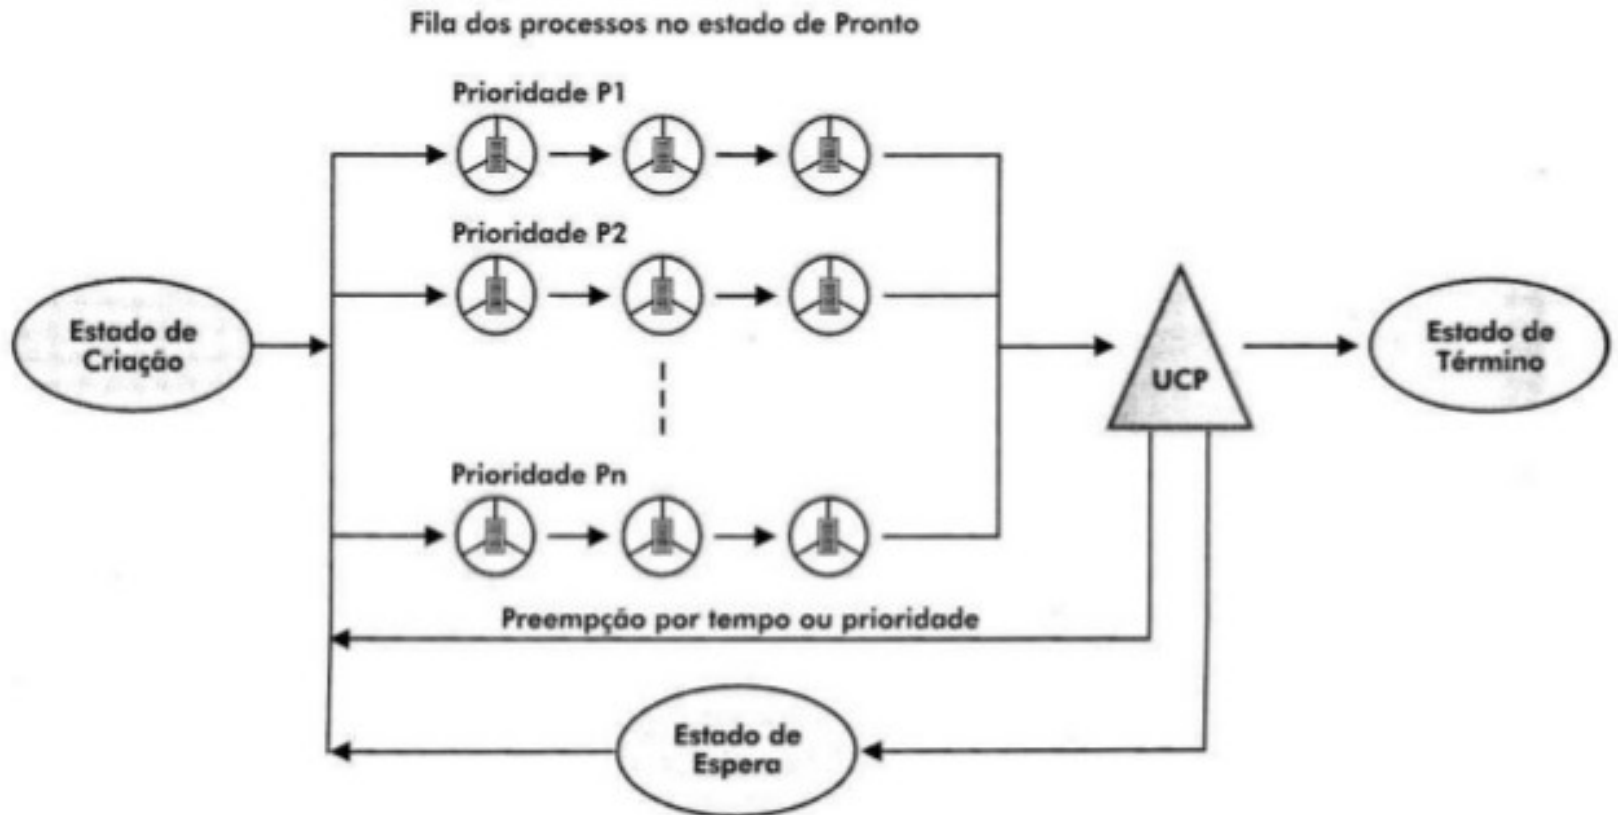 Fila dos processos no estado de Pronto
Prioridade P1
Prioridade P2
Estado de
Criação
UCP
Estado de
Término
Prioridade Pn
Preempção por tempo ou prioridade
Estado de
Espera